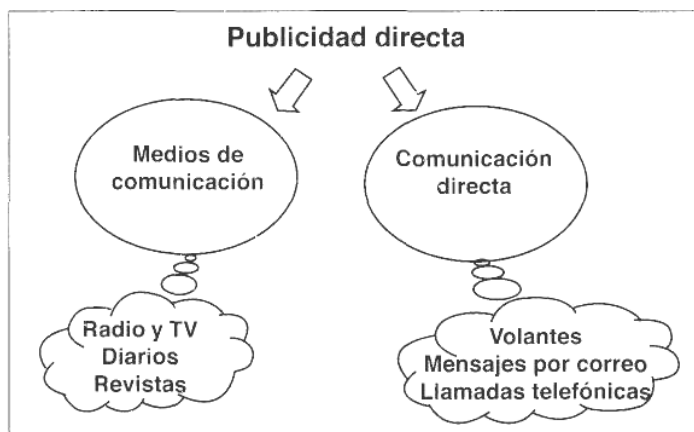 Publicidad directa
Medios de
comunicación
Comunicación
directa
Radio y TV
Diarios
Revistas
Volantes
Mensajes por correo
Llamadas telefónicas